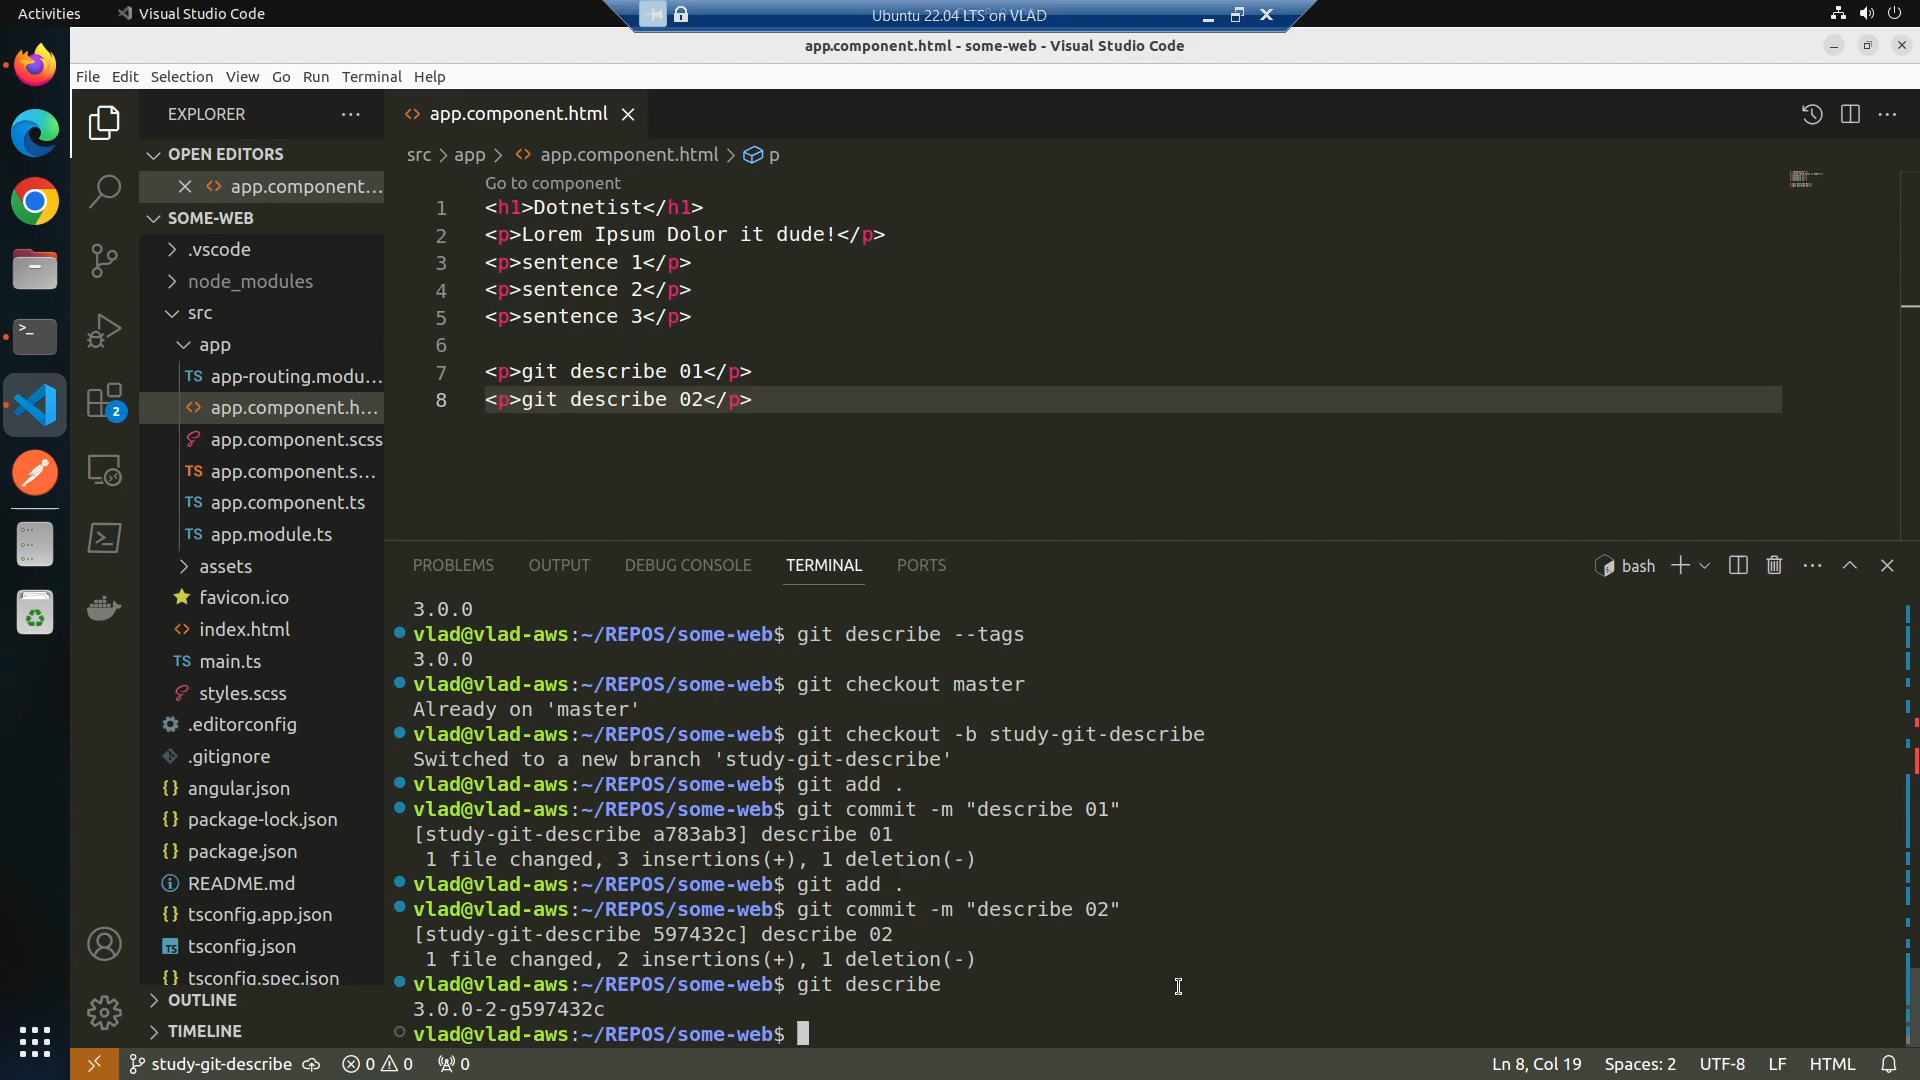 Activities
Visual Studio Code
Ubuntu 22.04 LTS on VLAD
app.component.html - some-web - Visual Studio Code
File Edit Selection View Go Run Terminal Help
EXPLORER
app.component.html
OPEN EDITORS
app.component...
SOME-WEB
.vscode
node_modules
src
app
TS app-routing.modu...
app.component.h...
app.component.scss
TS app.component.s...
TS app.component.ts
TS app.module.ts
assets
favicon.ico
index.html
TS main.ts
styles.scss
.editorconfig
.gitignore
{} angular.json
{} package-lock.json
{} package.json
README.md
{} tsconfig.app.json
TS tsconfig.json
{} tsconfig.spec.json
OUTLINE
TIMELINE
2
src > app > app.component.html > p
Go to component
1 <h1>Dotnetist</h1>
2 <p>Lorem Ipsum Dolor it dude!</p>
3 <p>sentence 1</p>
4 <p>sentence 2</p>
5 <p>sentence 3</p>
6
7 <p>git describe 01</p>
8 <p>git describe 02</p>
PROBLEMS OUTPUT DEBUG CONSOLE TERMINAL PORTS
bash
3.0.0
vlad@vlad-aws:~/REPOS/some-web$ git describe --tags
3.0.0
vlad@vlad-aws:~/REPOS/some-web$ git checkout master
Already on 'master'
vlad@vlad-aws:~/REPOS/some-web$ git checkout -b study-git-describe
Switched to a new branch 'study-git-describe'
vlad@vlad-aws:~/REPOS/some-web$ git add .
vlad@vlad-aws:~/REPOS/some-web$ git commit -m "describe 01"
[study-git-describe a783ab3] describe 01
1 file changed, 3 insertions(+), 1 deletion(-)
vlad@vlad-aws:~/REPOS/some-web$ git add .
vlad@vlad-aws:~/REPOS/some-web$ git commit -m "describe 02"
[study-git-describe 597432c] describe 02
1 file changed, 2 insertions(+), 1 deletion(-)
vlad@vlad-aws:~/REPOS/some-web$ git describe
3.0.0-2-g597432c
vlad@vlad-aws:~/REPOS/some-web$
study-git-describe 0 0 0
Ln 8, Col 19 Spaces: 2 UTF-8 LF HTML